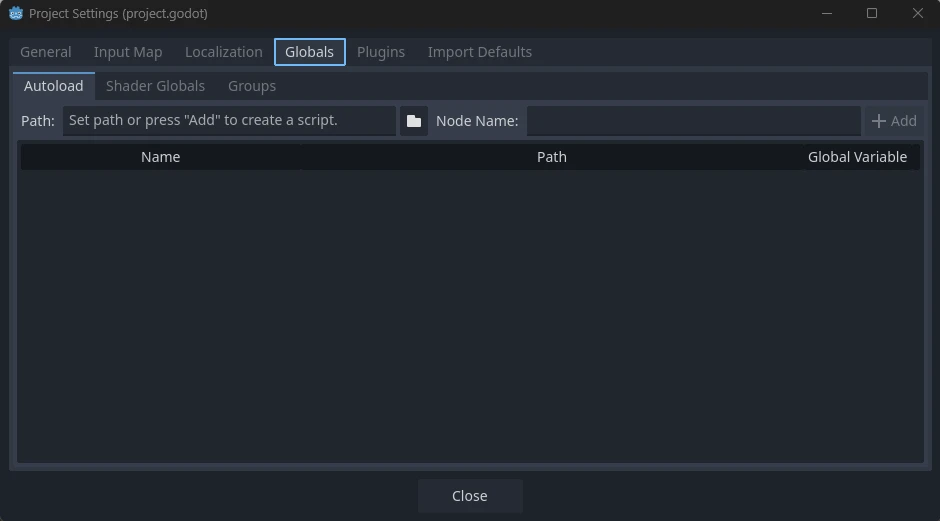 Project Settings (project.godot)
General Input Map Localization Globals Plugins Import Defaults
Autoload Shader Globals Groups
Path: Set path or press "Add" to create a script. Node Name: Add
Name Path Global Variable
Close